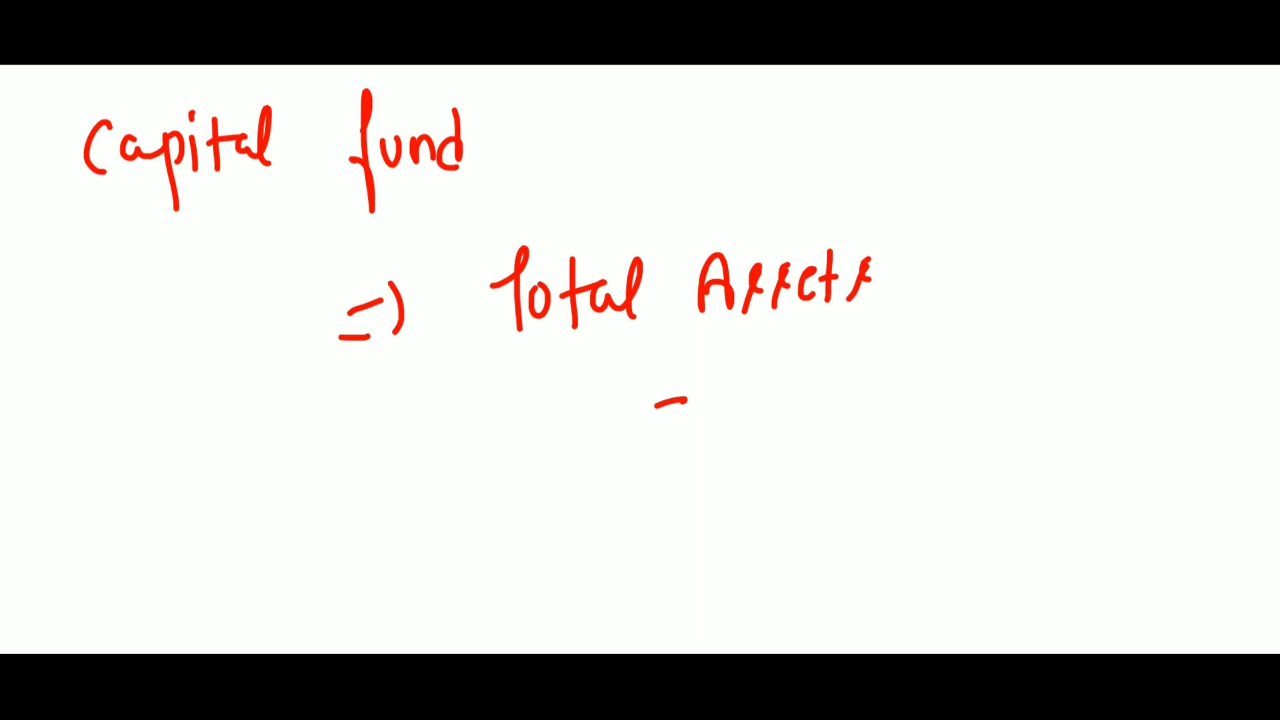 Capital fund
=) Total Assets
-